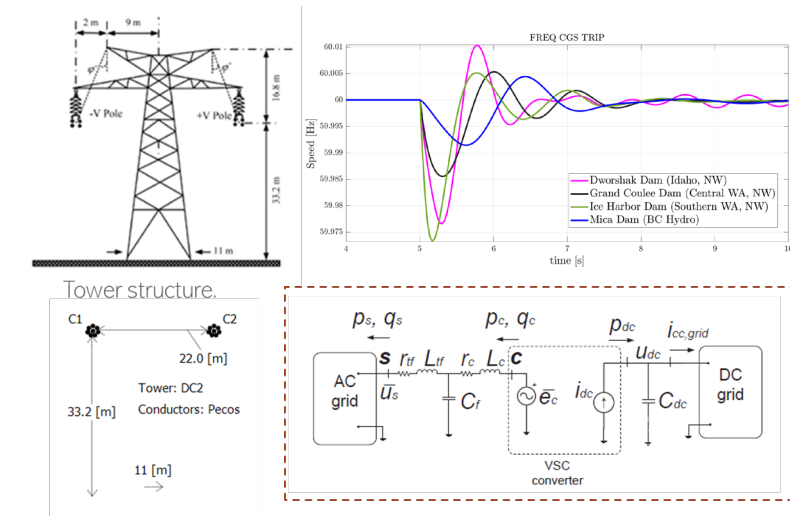 2 m
9 m
φ°
φ°
-V Pole
+V Pole
16.8 m
33.2 m
11 m
Tower structure.
FREQ CGS TRIP
Speed [Hz]
60.01
60.005
60
59.995
59.99
59.985
59.98
59.975
4
5
6
7
8
9
10
time [s]
Dworshak Dam (Idaho, NW)
Grand Coulee Dam (Central WA, NW)
Ice Harbor Dam (Southern WA, NW)
Mica Dam (BC Hydro)
C1
C2
22.0 [m]
Tower: DC2
33.2 [m]
Conductors: Pecos
11 [m]
ps, qs
pc, qc
pdc
icc,grid
s
rtf
Ltf
rc
Lc
c
udc
AC
grid
ūs
Cf
ēc
+
idc
Cdc
DC
grid
VSC
converter